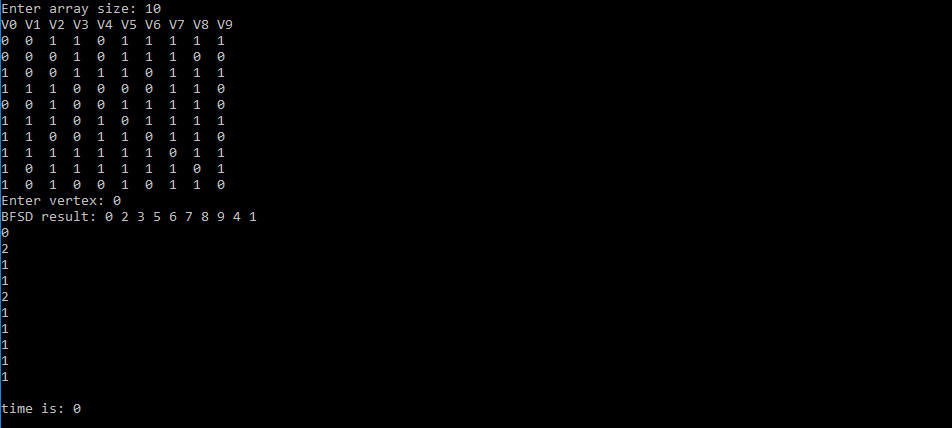 Enter array size: 10
V0 V1 V2 V3 V4 V5 V6 V7 V8 V9
0 0 1 1 0 1 1 1 1 1
0 0 0 1 0 1 1 1 0 0
1 0 0 1 1 1 0 1 1 1
1 1 1 0 0 0 0 1 1 0
0 0 1 0 0 1 1 1 1 0
1 1 1 0 1 0 1 1 1 1
1 1 0 0 1 1 0 1 1 0
1 1 1 1 1 1 1 0 1 1
1 0 1 1 1 1 1 1 0 1
1 0 1 0 0 1 0 1 1 0
Enter vertex: 0
BFSD result: 0 2 3 5 6 7 8 9 4 1
0
2
1
1
2
1
1
1
1
1
time is: 0